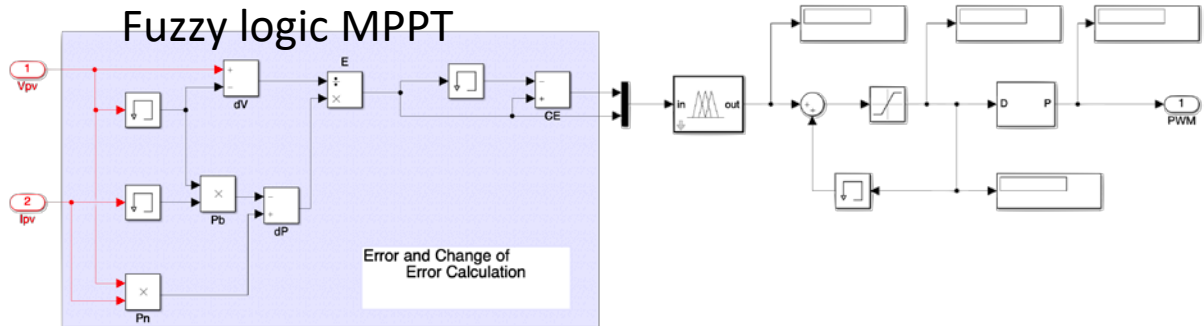 Fuzzy logic MPPT
1
Vpv
+
−
dV
E
÷
×
−
+
CE
in
out
+
+
D
P
1
PWM
2
Ipv
×
Pb
−
+
dP
Error and Change of
Error Calculation
×
Pn